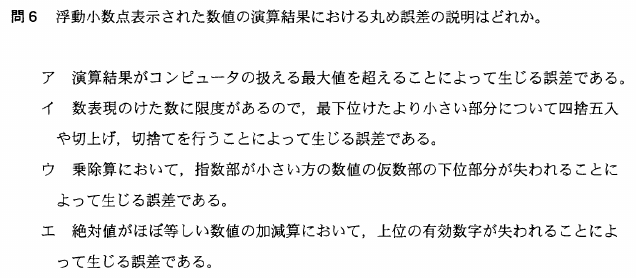 問6 浮動小数点表示された数値の演算結果における丸め誤差の説明はどれか。
ア 演算結果がコンピュータの扱える最大値を超えることによって生じる誤差である。
イ 数表現のけた数に限度があるので，最下位けたより小さい部分について四捨五入
や切上げ，切捨てを行うことによって生じる誤差である。
ウ 乗除算において，指数部が小さい方の数値の仮数部の下位部分が失われることに
よって生じる誤差である。
エ 絶対値がほぼ等しい数値の加減算において，上位の有効数字が失われることによ
って生じる誤差である。